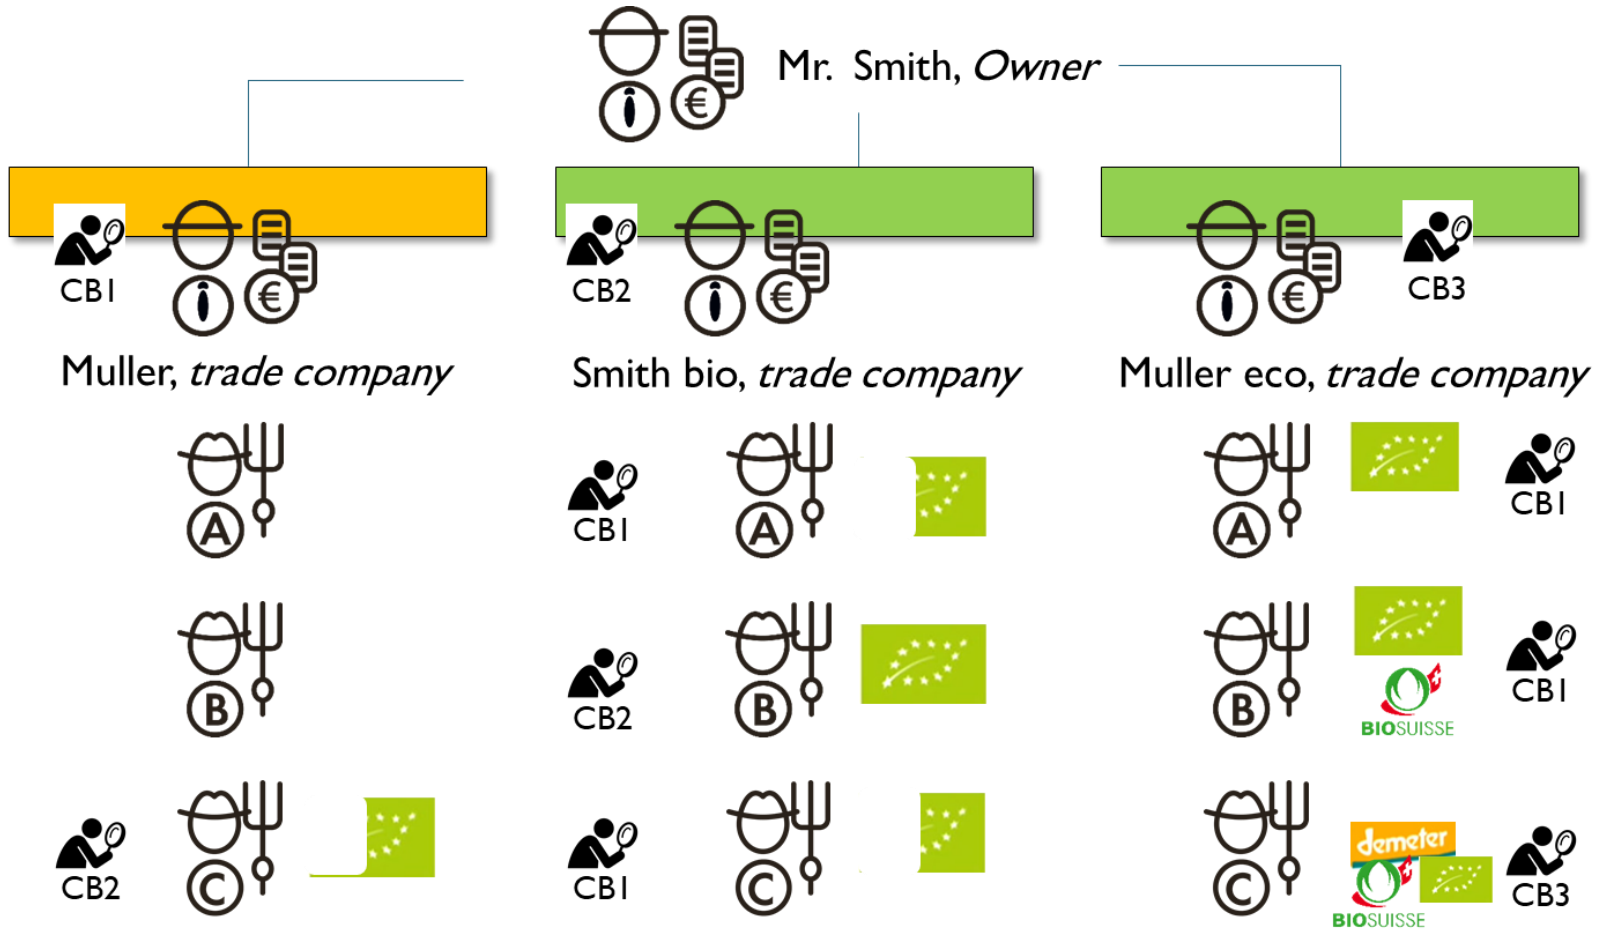 Mr. Smith, Owner
€
CB1
€
CB2
€
€
CB3
Muller, trade company
Smith bio, trade company
Muller eco, trade company
A
CB1
A
A
CB1
B
CB2
B
B
BIOSUISSE
CB1
CB2
C
CB1
C
C
demeter
BIOSUISSE
CB3